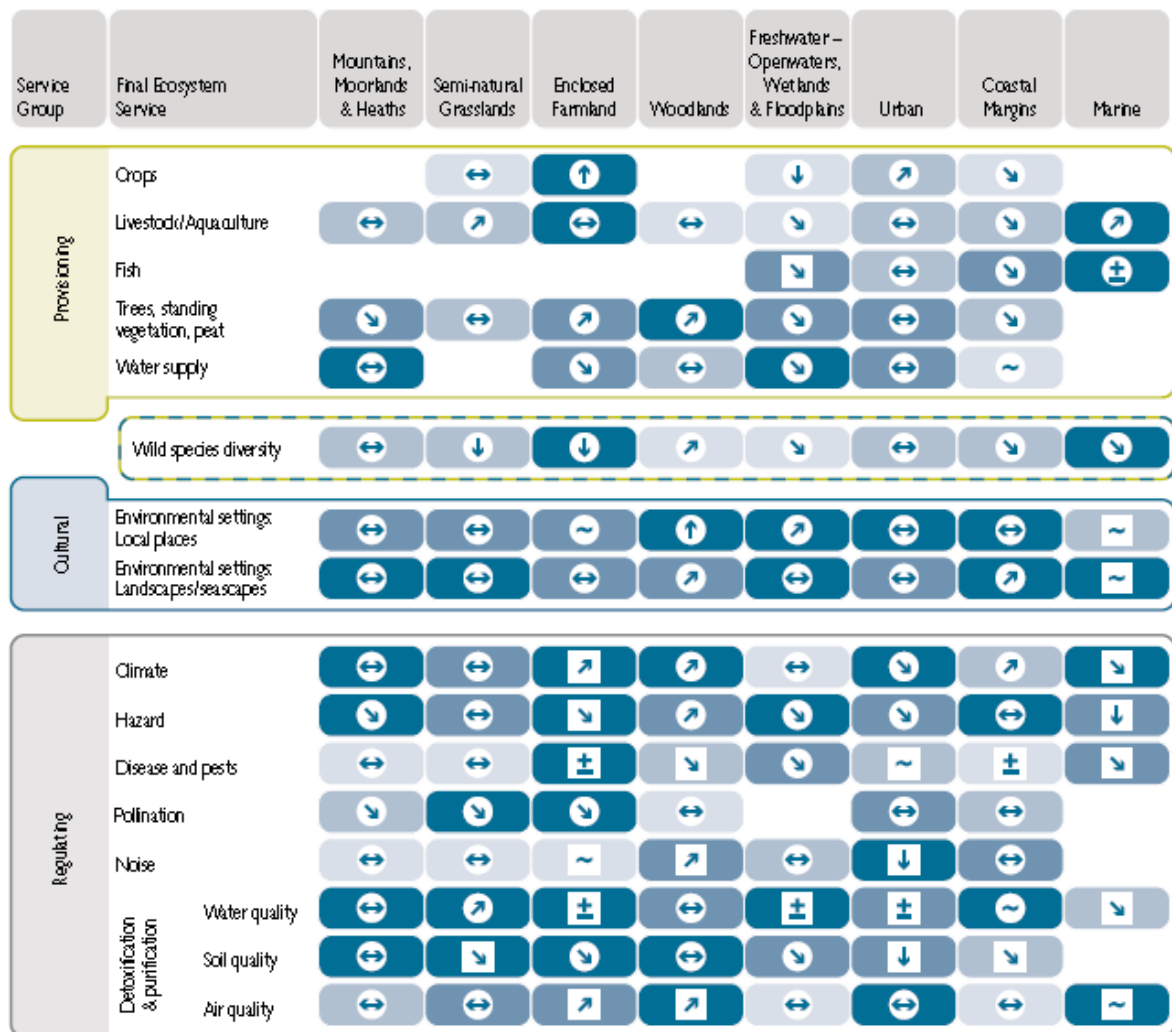 Service
Group
Final Ecosystem
Service
Mountains,
Moorlands
& Heaths
Semi-natural
Grasslands
Enclosed
Farmland
Woodlands
Freshwater –
Openwaters,
Wetlands
& Floodplains
Urban
Coastal
Margins
Marine
Provisioning
Crops
Livestock/Aquaculture
Fish
Trees, standing
vegetation, peat
Water supply
Wild species diversity
Cultural
Environmental settings:
Local places
Environmental settings:
Landscapes/seascapes
Regulating
Climate
Hazard
Disease and pests
Pollination
Noise
Detoxification
& purification
Water quality
Soil quality
Air quality